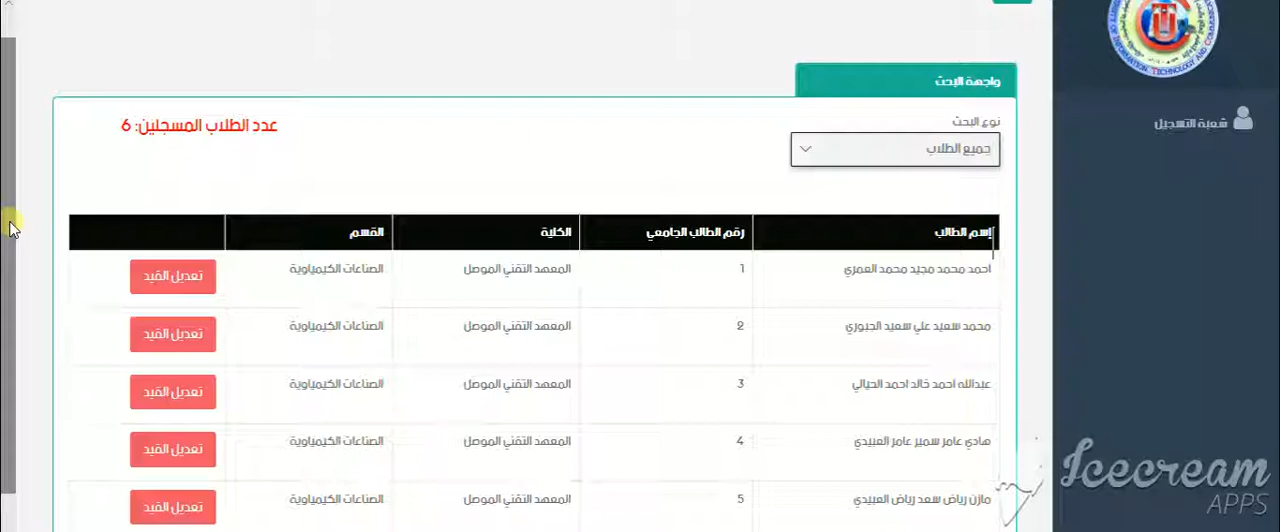 واجهة البحث
نوع البحث
عدد الطلاب المسجلين: 6
جميع الطلاب
شعبة التسجيل
إسم الطالب رقم الطالب الجامعي الكلية القسم
احمد محمد مجيد محمد العمري 1 المعهد التقني الموصل الصناعات الكيمياوية تعديل القيد
محمد سعيد علي سعيد الجبوري 2 المعهد التقني الموصل الصناعات الكيمياوية تعديل القيد
عبدالله احمد خالد احمد الحيالي 3 المعهد التقني الموصل الصناعات الكيمياوية تعديل القيد
هادي عامر سمير عامر العبيدي 4 المعهد التقني الموصل الصناعات الكيمياوية تعديل القيد
مازن رياض سعد رياض العبيدي 5 المعهد التقني الموصل الصناعات الكيمياوية تعديل القيد
Icecream
APPS